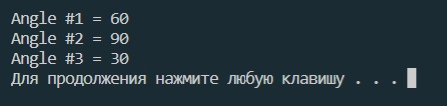 Angle #1 = 60
Angle #2 = 90
Angle #3 = 30
Для продолжения нажмите любую клавишу . . .